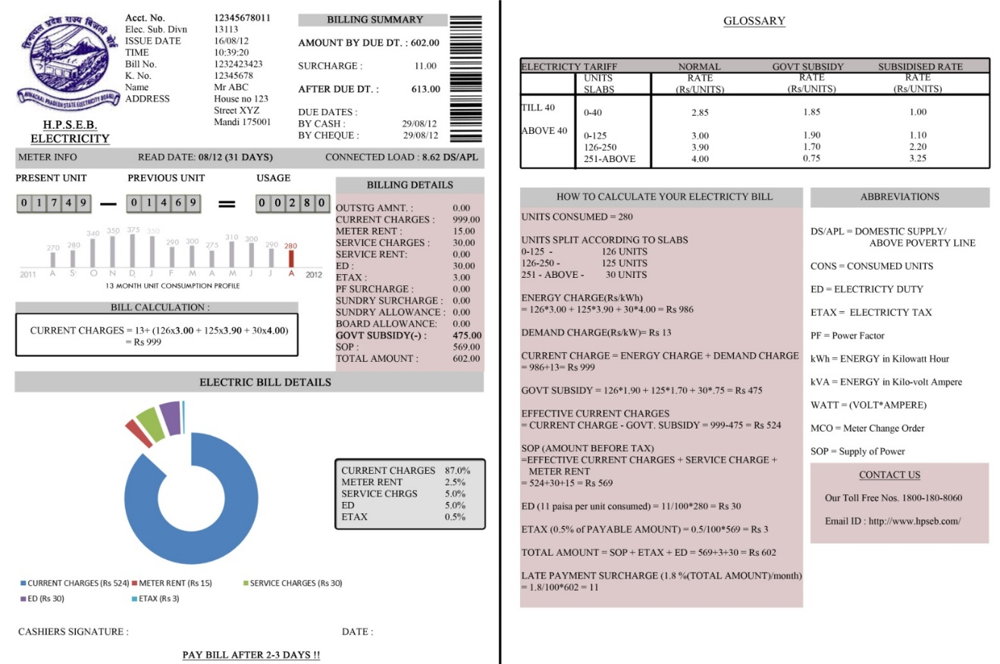 हिमाचल प्रदेश राज्य बिजली बोर्ड
HIMACHAL PRADESH STATE ELECTRICITY BOARD
H.P.S.E.B.
ELECTRICITY
Acct. No. 12345678011
Elec. Sub. Divn 13113
ISSUE DATE 16/08/12
TIME 10:39:20
Bill No. 1232423423
K. No. 12345678
Name Mr ABC
ADDRESS House no 123
Street XYZ
Mandi 175001
BILLING SUMMARY
AMOUNT BY DUE DT. : 602.00
SURCHARGE : 11.00
AFTER DUE DT. : 613.00
DUE DATES :
BY CASH : 29/08/12
BY CHEQUE : 29/08/12
METER INFO READ DATE: 08/12 (31 DAYS) CONNECTED LOAD : 8.62 DS/APL
PRESENT UNIT PREVIOUS UNIT USAGE
01749 — 01469 = 00280
270 280 340 350 375 350 290 300 275 310 300 290 280
2011 A S O N D J F M A M J J A 2012
13 MONTH UNIT CONSUMPTION PROFILE
BILL CALCULATION :
CURRENT CHARGES = 13+ (126x3.00 + 125x3.90 + 30x4.00)
= Rs 999
BILLING DETAILS
OUTSTG AMNT. : 0.00
CURRENT CHARGES : 999.00
METER RENT : 15.00
SERVICE CHARGES : 30.00
SERVICE RENT: 0.00
ED : 30.00
ETAX : 3.00
PF SURCHARGE : 0.00
SUNDRY SURCHARGE : 0.00
SUNDRY ALLOWANCE : 0.00
BOARD ALLOWANCE: 0.00
GOVT SUBSIDY(-) : 475.00
SOP : 569.00
TOTAL AMOUNT : 602.00
ELECTRIC BILL DETAILS
CURRENT CHARGES 87.0%
METER RENT 2.5%
SERVICE CHRGS 5.0%
ED 5.0%
ETAX 0.5%
CURRENT CHARGES (Rs 524) METER RENT (Rs 15) SERVICE CHARGES (Rs 30)
ED (Rs 30) ETAX (Rs 3)
CASHIERS SIGNATURE : DATE :
PAY BILL AFTER 2-3 DAYS !!
GLOSSARY
ELECTRICTY TARIFF NORMAL GOVT SUBSIDY SUBSIDISED RATE
UNITS RATE RATE RATE
SLABS (Rs/UNITS) (Rs/UNITS) (Rs/UNITS)
TILL 40 0-40 2.85 1.85 1.00
ABOVE 40 0-125 3.00 1.90 1.10
126-250 3.90 1.70 2.20
251-ABOVE 4.00 0.75 3.25
HOW TO CALCULATE YOUR ELECTRICTY BILL
UNITS CONSUMED = 280
UNITS SPLIT ACCORDING TO SLABS
0-125 - 126 UNITS
126-250 - 125 UNITS
251 - ABOVE - 30 UNITS
ENERGY CHARGE(Rs/kWh)
= 126*3.00 + 125*3.90 + 30*4.00 = Rs 986
DEMAND CHARGE(Rs/kW)= Rs 13
CURRENT CHARGE = ENERGY CHARGE + DEMAND CHARGE
= 986+13= Rs 999
GOVT SUBSIDY = 126*1.90 + 125*1.70 + 30*.75 = Rs 475
EFFECTIVE CURRENT CHARGES
= CURRENT CHARGE - GOVT. SUBSIDY = 999-475 = Rs 524
SOP (AMOUNT BEFORE TAX)
=EFFECTIVE CURRENT CHARGES + SERVICE CHARGE +
METER RENT
= 524+30+15 = Rs 569
ED (11 paisa per unit consumed) = 11/100*280 = Rs 30
ETAX (0.5% of PAYABLE AMOUNT) = 0.5/100*569 = Rs 3
TOTAL AMOUNT = SOP + ETAX + ED = 569+3+30 = Rs 602
LATE PAYMENT SURCHARGE (1.8 %(TOTAL AMOUNT)/month)
= 1.8/100*602 = 11
ABBREVIATIONS
DS/APL = DOMESTIC SUPPLY/
ABOVE POVERTY LINE
CONS = CONSUMED UNITS
ED = ELECTRICTY DUTY
ETAX = ELECTRICTY TAX
PF = Power Factor
kWh = ENERGY in Kilowatt Hour
kVA = ENERGY in Kilo-volt Ampere
WATT = (VOLT*AMPERE)
MCO = Meter Change Order
SOP = Supply of Power
CONTACT US
Our Toll Free Nos. 1800-180-8060
Email ID : http://www.hpseb.com/